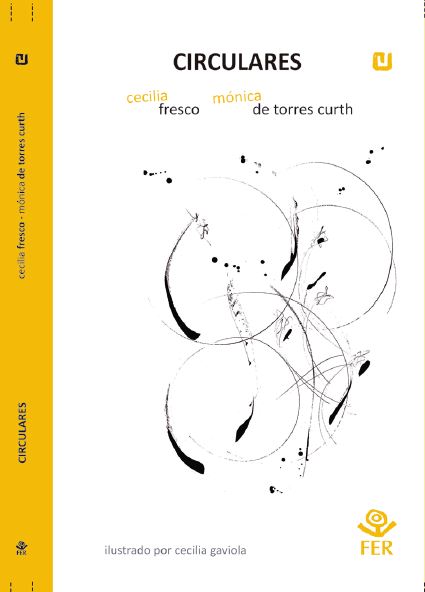 CIRCULARES
cecilia mónica
fresco de torres curth
ilustrado por cecilia gaviola
FER
cecilia fresco - mónica de torres curth
CIRCULARES
FER